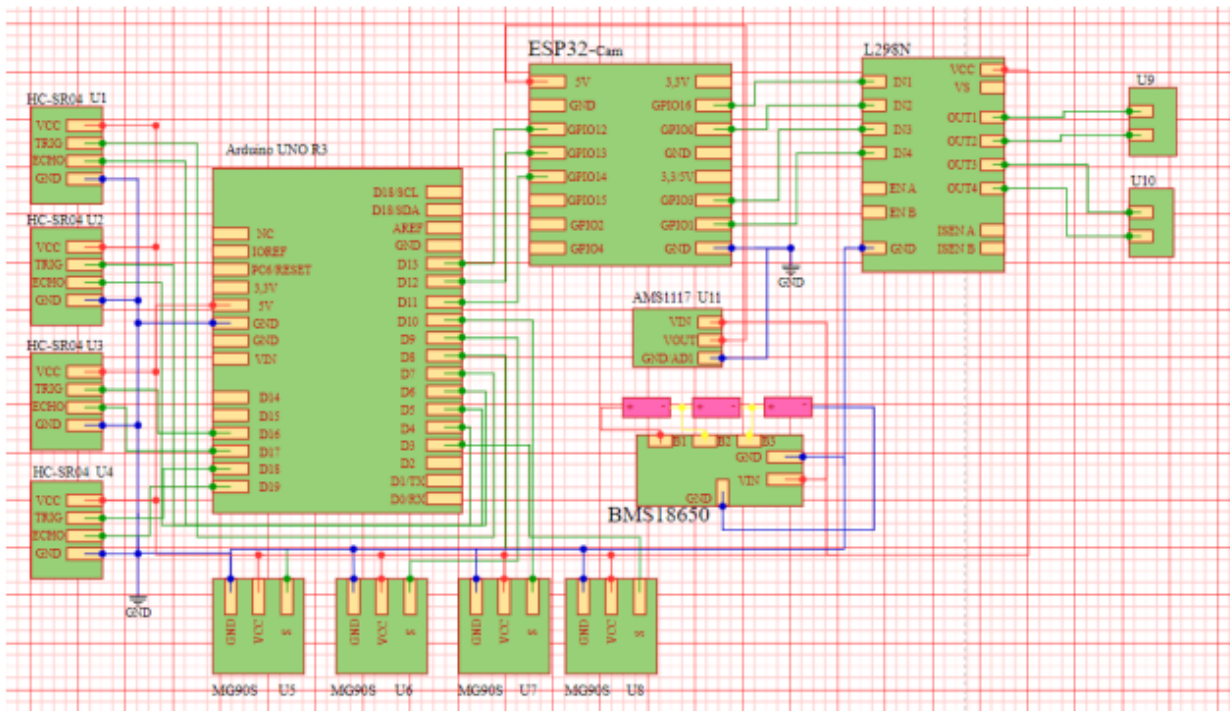 ESP32-Cam
5V
GND
GPIO12
GPIO13
GPIO14
GPIO15
GPIO2
GPIO4
3,3V
GPIO16
GPIO0
GND
3,3/5V
GPIO3
GPIO1
GND
L298N
IN1
IN2
IN3
IN4
EN A
EN B
GND
VCC
VS
OUT1
OUT2
OUT3
OUT4
ISEN A
ISEN B
U9
U10
HC-SR04 U1
VCC
TRIG
ECHO
GND
HC-SR04 U2
VCC
TRIG
ECHO
GND
HC-SR04 U3
VCC
TRIG
ECHO
GND
HC-SR04 U4
VCC
TRIG
ECHO
GND
GND
Arduino UNO R3
NC
IOREF
PC6/RESET
3,3V
5V
GND
GND
VIN
D14
D15
D16
D17
D18
D19
D18/SCL
D18/SDA
AREF
GND
D13
D12
D11
D10
D9
D8
D7
D6
D5
D4
D3
D2
D1/TX
D0/RX
GND
AMS1117 U11
VIN
VOUT
GND/ADJ
+ -
+ -
+ -
B1
B2
B3
GND
VIN
GND
BMS18650
GND
VCC
s
MG90S U5
GND
VCC
s
MG90S U6
GND
VCC
s
MG90S U7
GND
VCC
s
MG90S U8